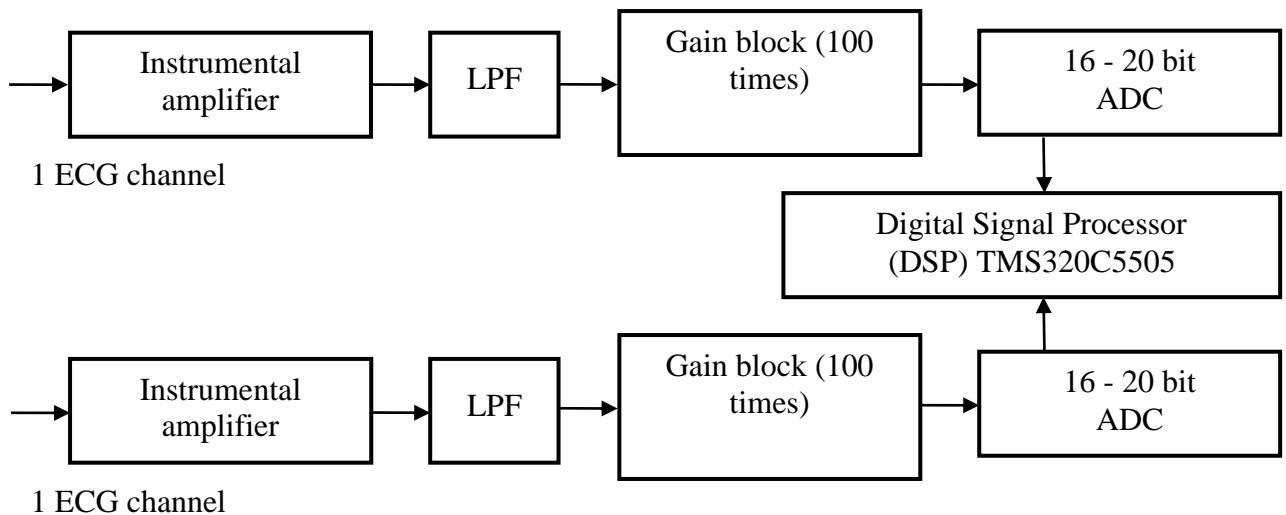 Instrumental
amplifier
LPF
Gain block (100
times)
16 - 20 bit
ADC
1 ECG channel
Digital Signal Processor
(DSP) TMS320C5505
Instrumental
amplifier
LPF
Gain block (100
times)
16 - 20 bit
ADC
1 ECG channel